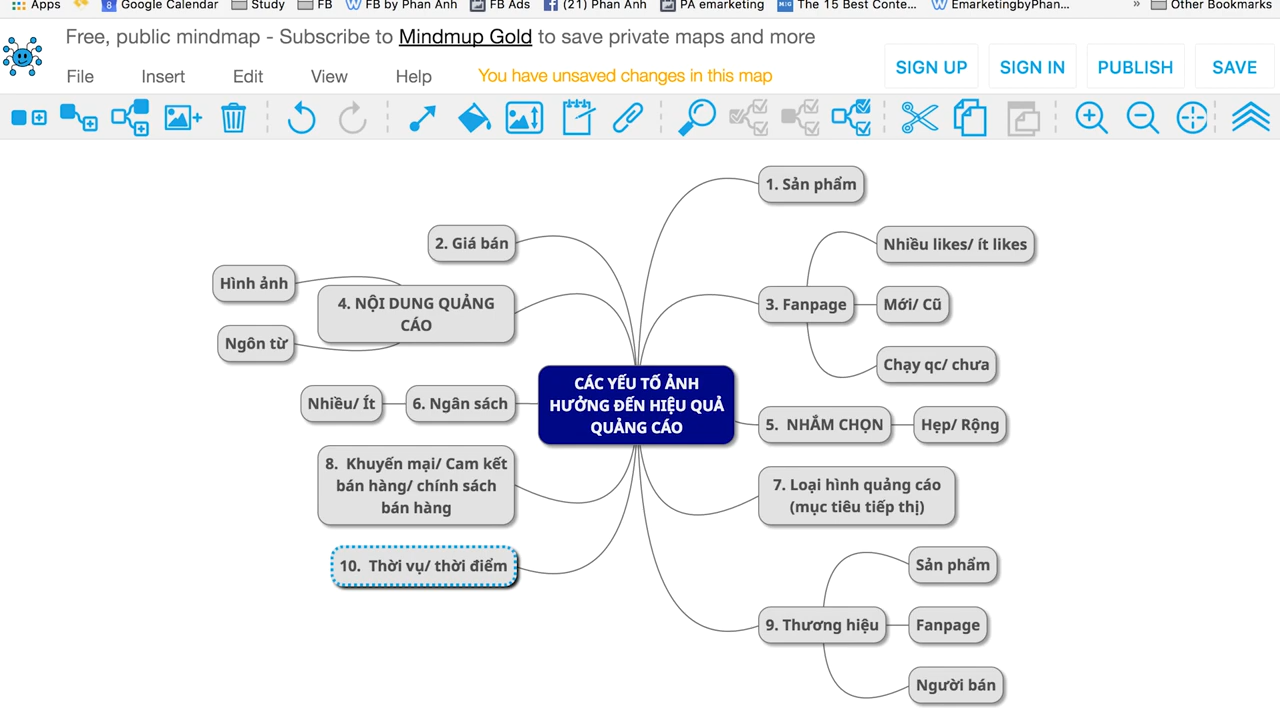 Apps Google Calendar Study FB FB by Phan Anh FB Ads (21) Phan Anh PA emarketing The 15 Best Conte... EmarketingbyPhan... » Other Bookmarks
Free, public mindmap - Subscribe to Mindmup Gold to save private maps and more
File Insert Edit View Help You have unsaved changes in this map
SIGN UP SIGN IN PUBLISH SAVE
1. Sản phẩm
2. Giá bán
Nhiều likes/ ít likes
3. Fanpage
Mới/ Cũ
Chạy qc/ chưa
Hình ảnh
4. NỘI DUNG QUẢNG
CÁO
Ngôn từ
CÁC YẾU TỐ ẢNH
HƯỞNG ĐẾN HIỆU QUẢ
QUẢNG CÁO
Nhiều/ Ít
6. Ngân sách
5. NHẮM CHỌN
Hẹp/ Rộng
8. Khuyến mại/ Cam kết
bán hàng/ chính sách
bán hàng
7. Loại hình quảng cáo
(mục tiêu tiếp thị)
10. Thời vụ/ thời điểm
Sản phẩm
9. Thương hiệu
Fanpage
Người bán